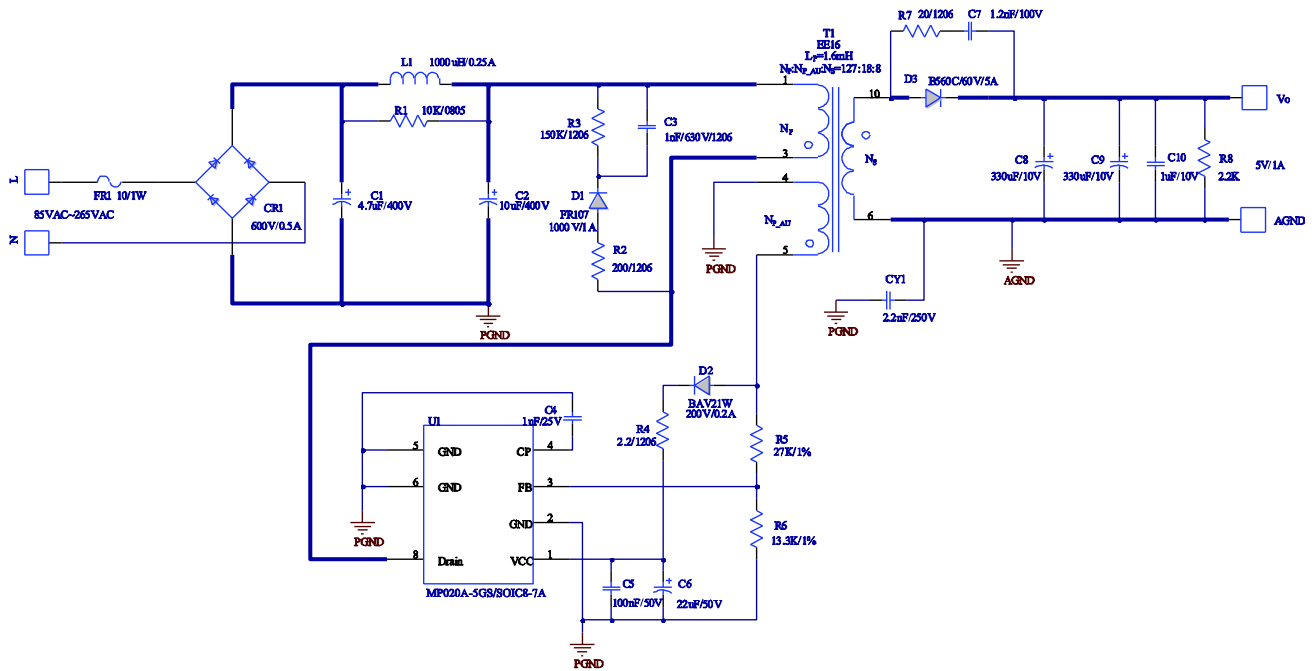 R7 20/1206
C7 1.2nF/100V
T1
EE16
LP=1.6mH
NP:NP_AU:NS=127:18:8
L1 1000uH/0.25A
R1 10K/0805
1
10
D3 B560C/60V/5A
Vo
R3
150K/1206
C3
1nF/630V/1206
NP
NS
3
L
FR1 10/1W
85VAC~265VAC
N
CR1
600V/0.5A
C1
4.7uF/400V
C2
10uF/400V
D1
FR107
1000V/1A
4
NP_AU
6
C8
330uF/10V
C9
330uF/10V
C10
1uF/10V
R8
2.2K
5V/1A
AGND
R2
200/1206
PGND
5
AGND
CY1
2.2nF/250V
PGND
PGND
D2
BAV21W
200V/0.2A
C4
1uF/25V
R4
2.2/1206
R5
27K/1%
U1
5 GND CP 4
6 GND FB 3
GND 2
8 Drain VCC 1
PGND
R6
13.3K/1%
MP020A-5GS/SOIC8-7A
C5
100nF/50V
C6
22uF/50V
PGND